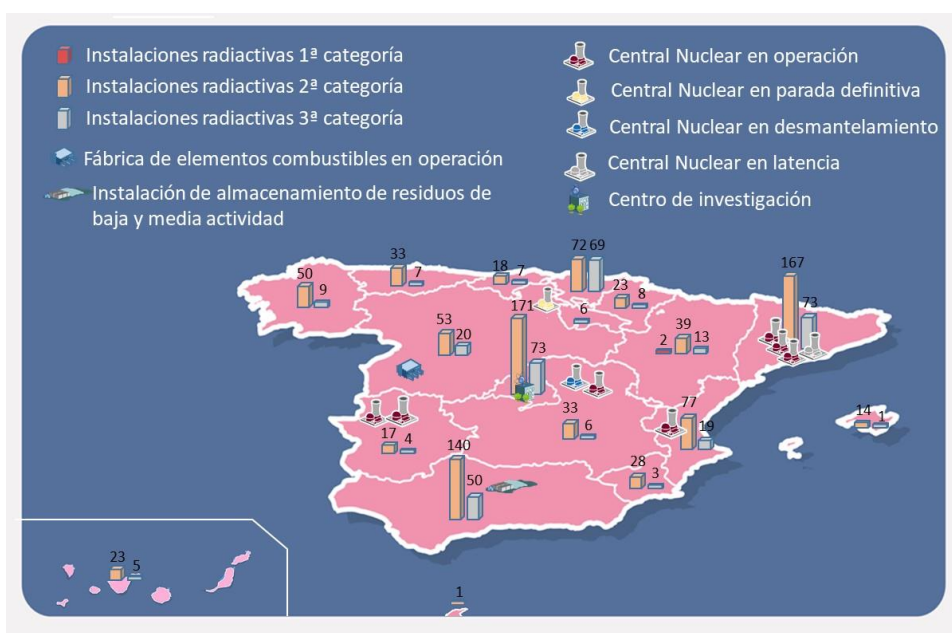 Instalaciones radiactivas 1ª categoría
Instalaciones radiactivas 2ª categoría
Instalaciones radiactivas 3ª categoría
Fábrica de elementos combustibles en operación
Instalación de almacenamiento de residuos de
baja y media actividad
Central Nuclear en operación
Central Nuclear en parada definitiva
Central Nuclear en desmantelamiento
Central Nuclear en latencia
Centro de investigación
50 9
33 7
18 7
72 69
23 8
167 73
6
171 73
53 20
2 39 13
33 6
77 19
17 4
14 1
140 50
28 3
23 5
1